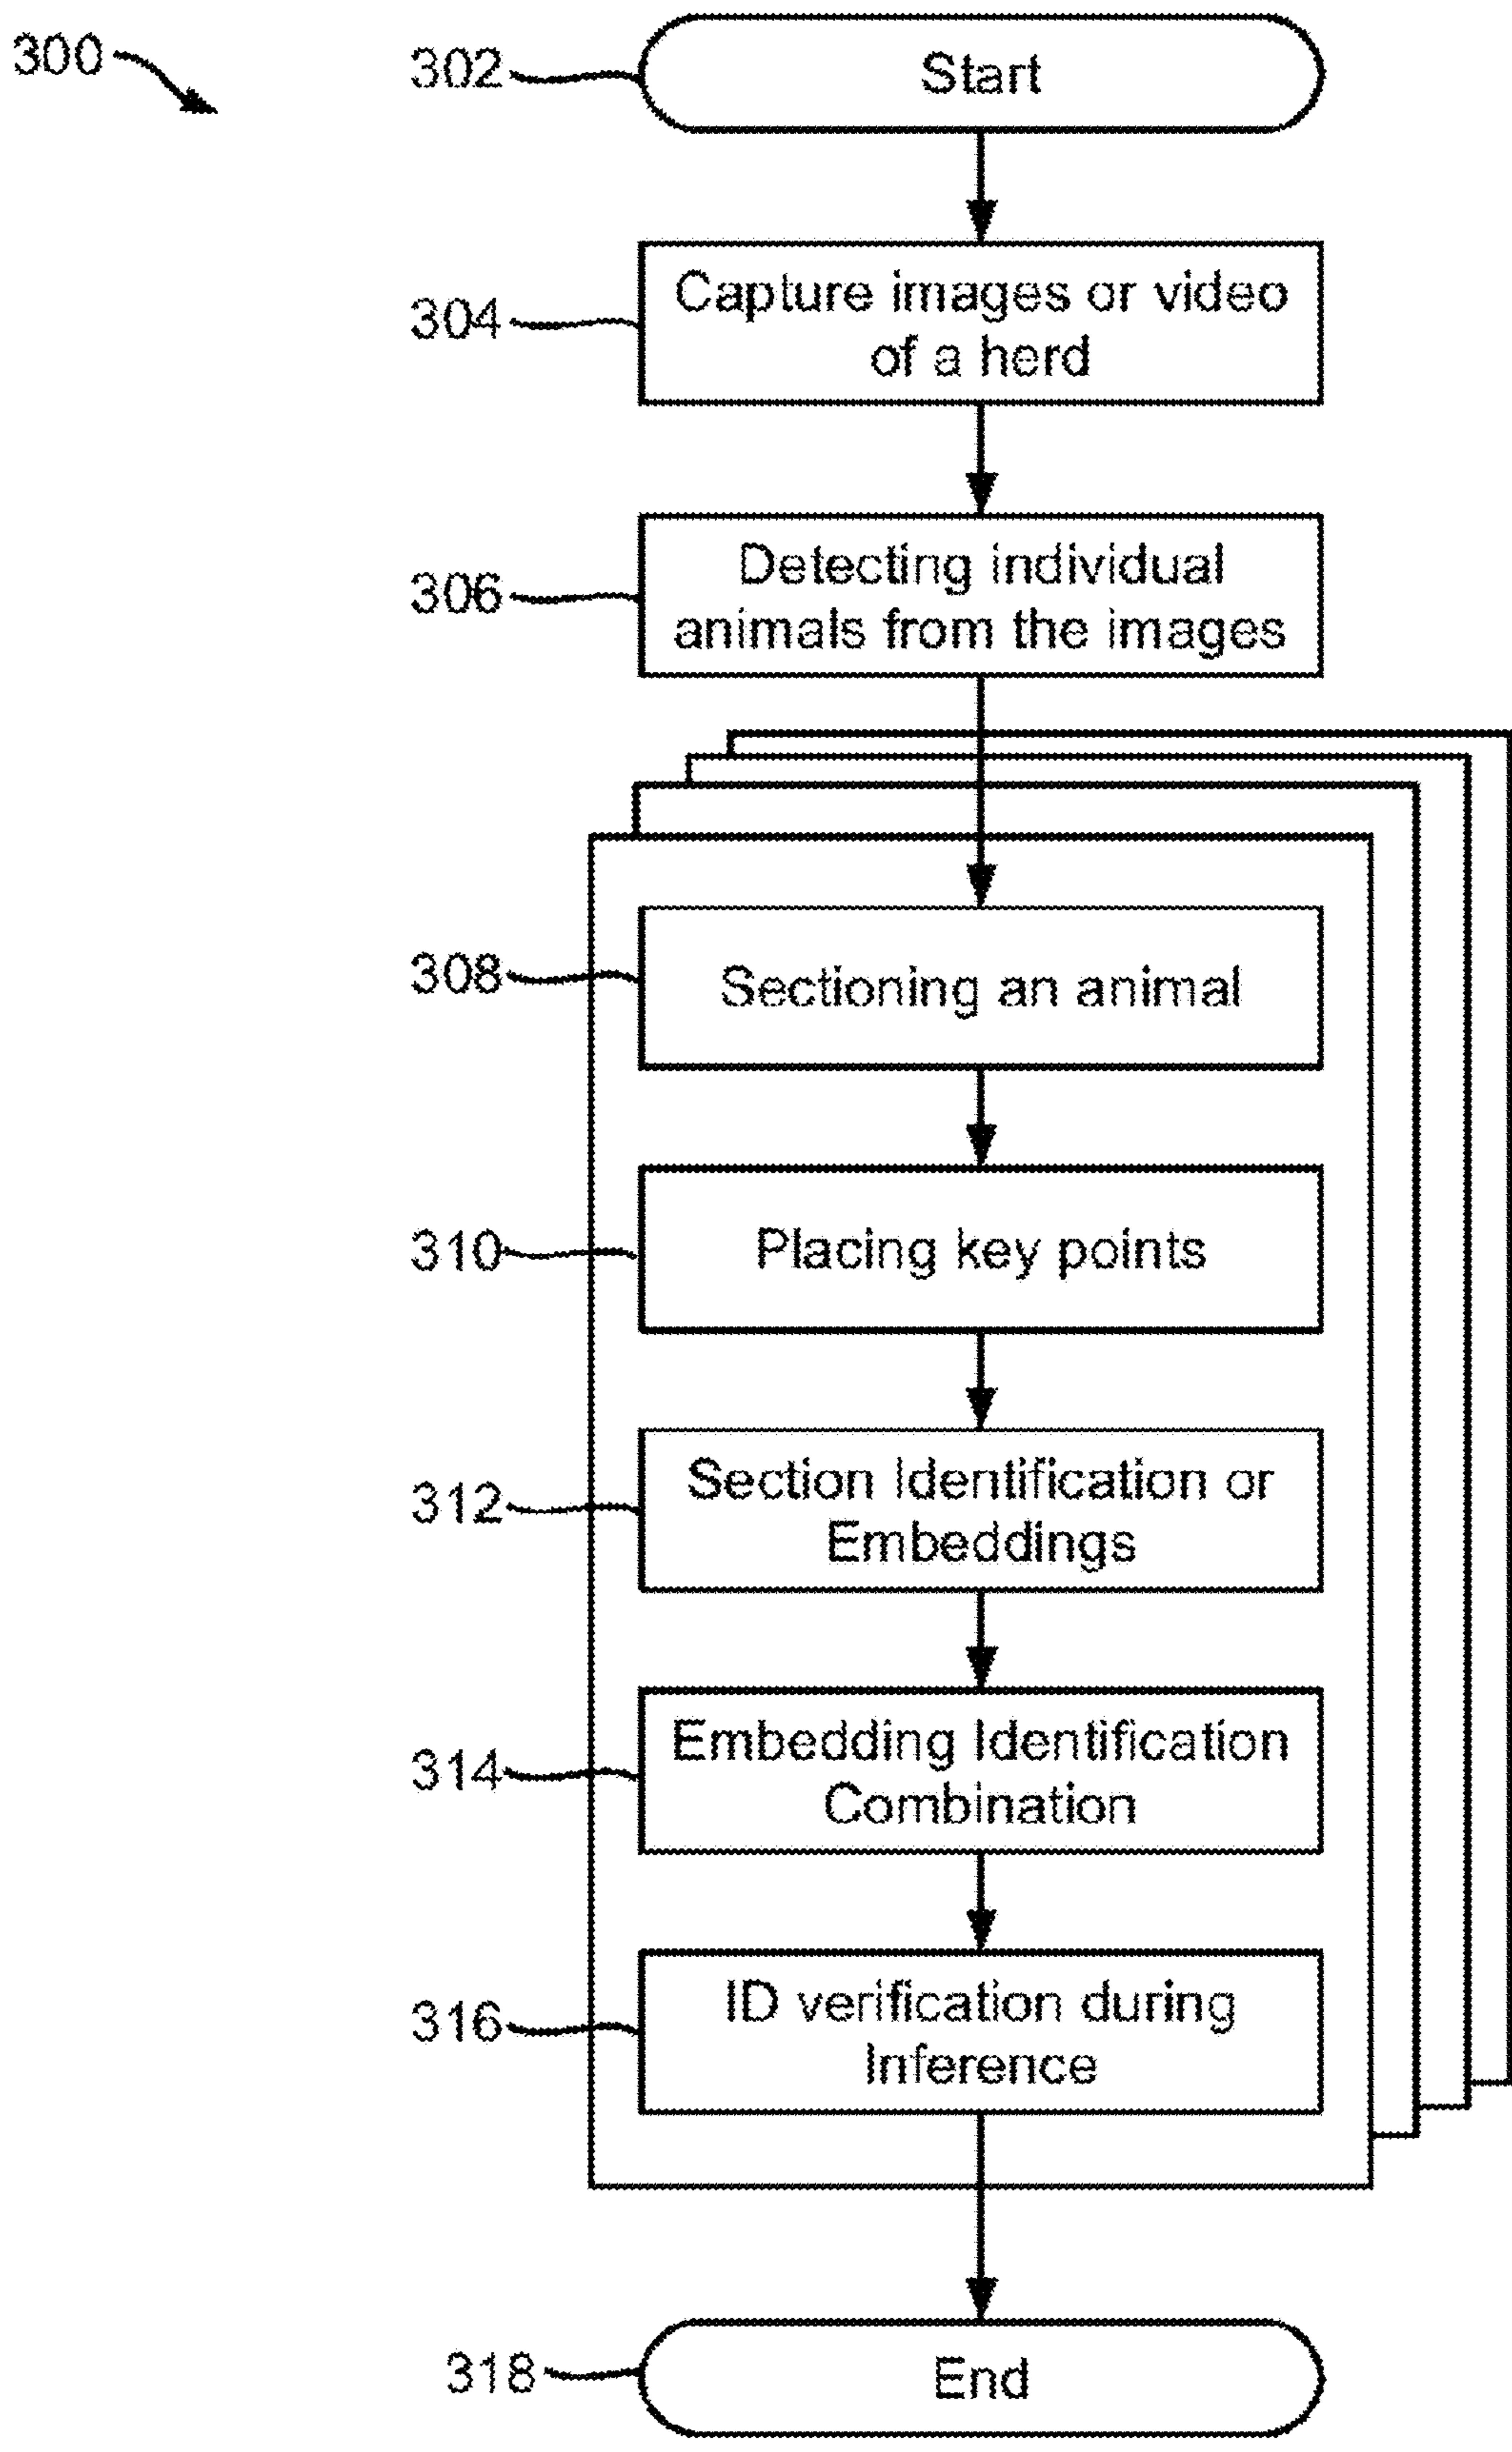 300
302
Start
304
Capture images or video
of a herd
306
Detecting individual
animals from the images
308
Sectioning an animal
310
Placing key points
312
Section Identification or
Embeddings
314
Embedding Identification
Combination
316
ID verification during
Inference
318
End